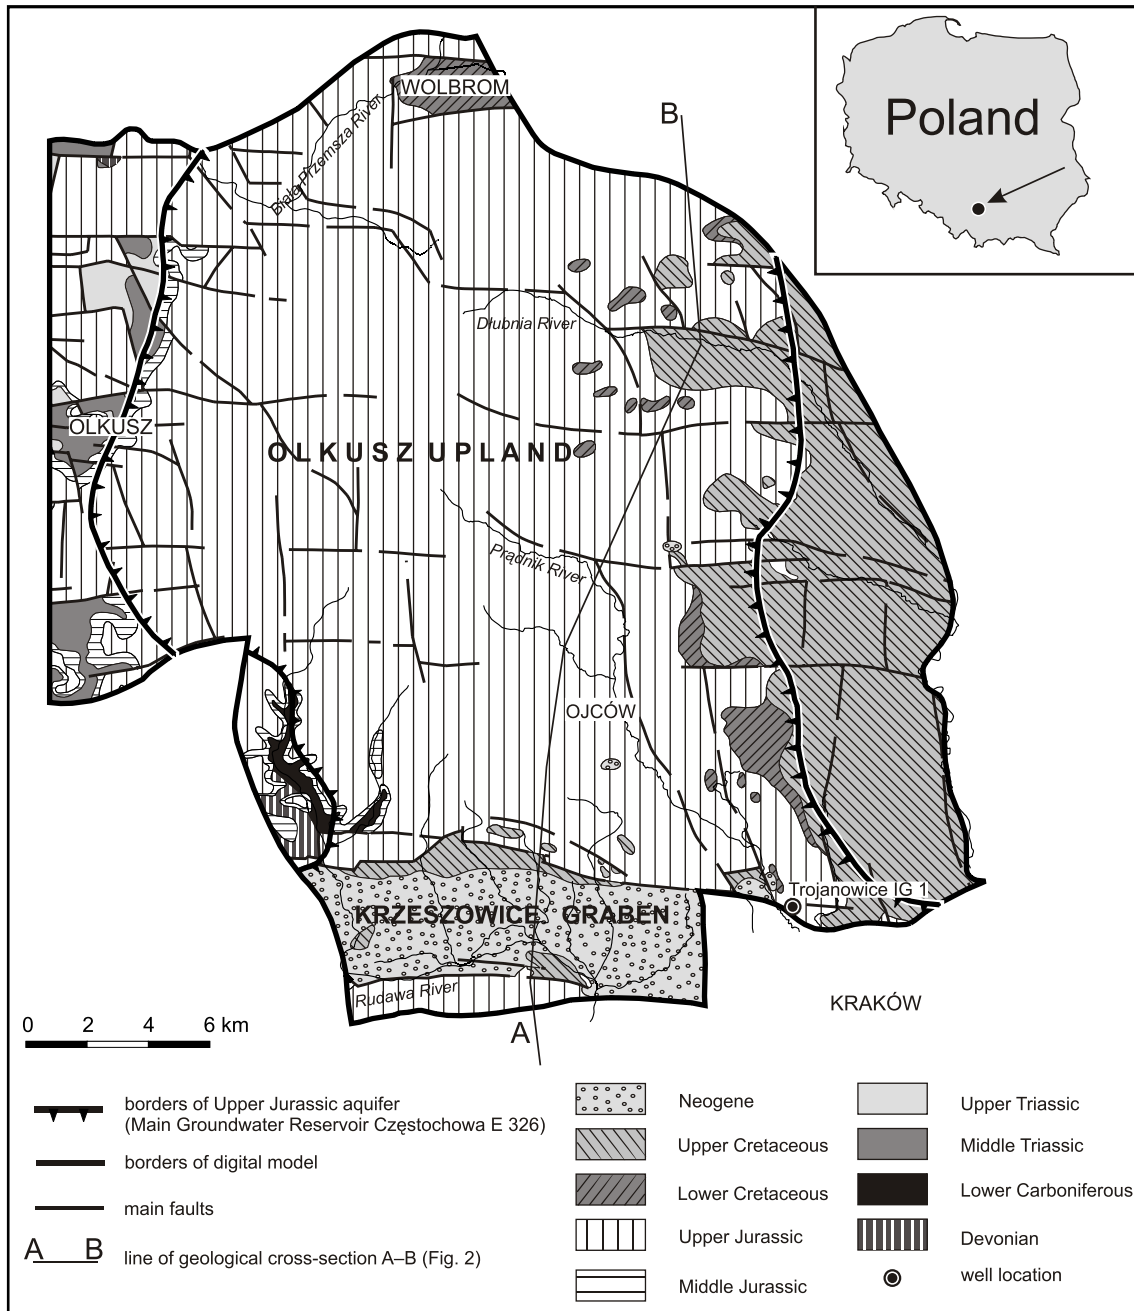 Poland
WOLBROM
B
Biała Przemsza River
Dłubnia River
OLKUSZ
OLKUSZ UPLAND
Prądnik River
OJCÓW
Trojanowice IG 1
KRZESZOWICE GRABEN
Rudawa River
KRAKÓW
A
0 2 4 6 km
borders of Upper Jurassic aquifer
(Main Groundwater Reservoir Częstochowa E 326)
borders of digital model
main faults
A B
line of geological cross-section A–B (Fig. 2)
Neogene
Upper Cretaceous
Lower Cretaceous
Upper Jurassic
Middle Jurassic
Upper Triassic
Middle Triassic
Lower Carboniferous
Devonian
well location